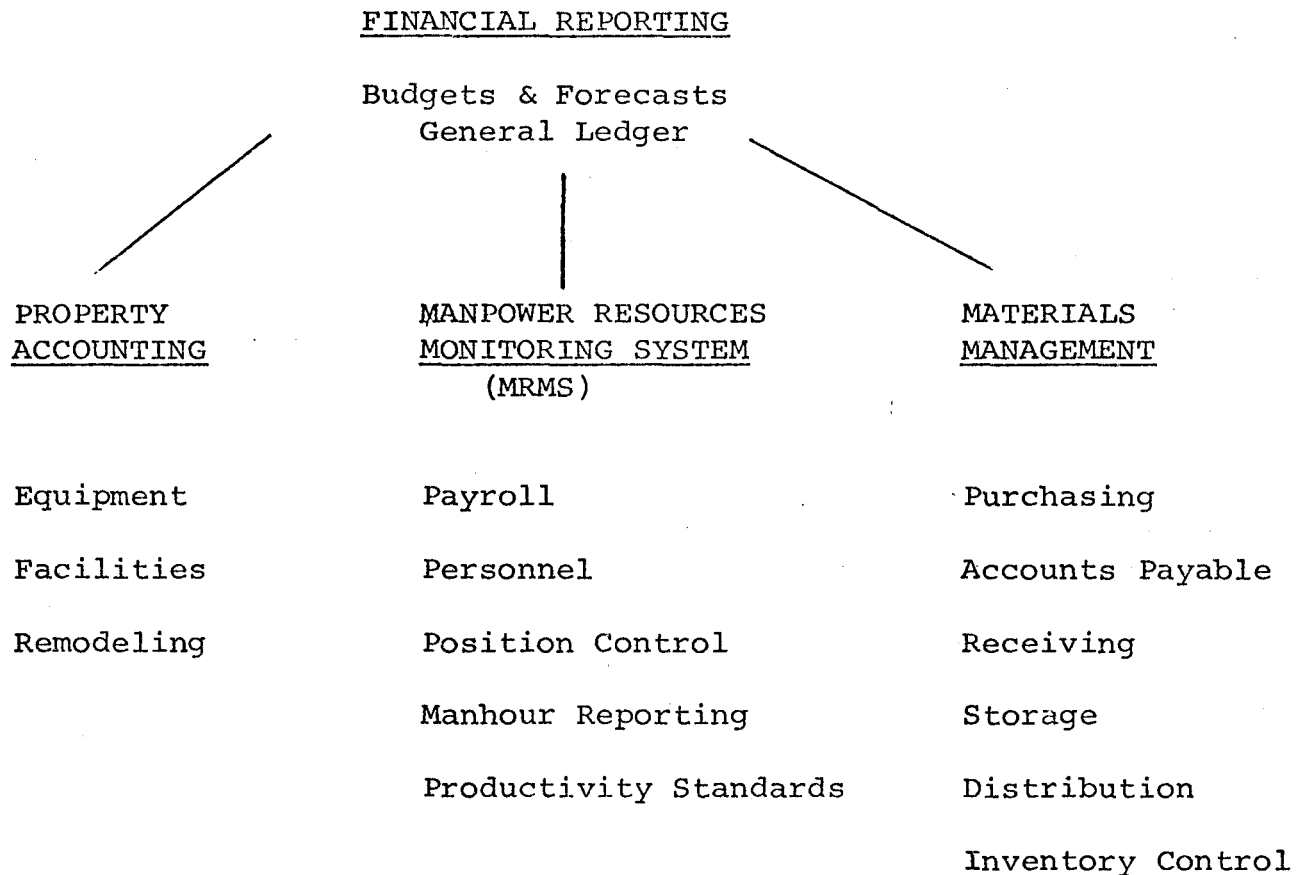 FINANCIAL REPORTING
Budgets & Forecasts
General Ledger
PROPERTY
ACCOUNTING
MANPOWER RESOURCES
MONITORING SYSTEM
(MRMS)
MATERIALS
MANAGEMENT
Equipment
Facilities
Remodeling
Payroll
Personnel
Position Control
Manhour Reporting
Productivity Standards
Purchasing
Accounts Payable
Receiving
Storage
Distribution
Inventory Control